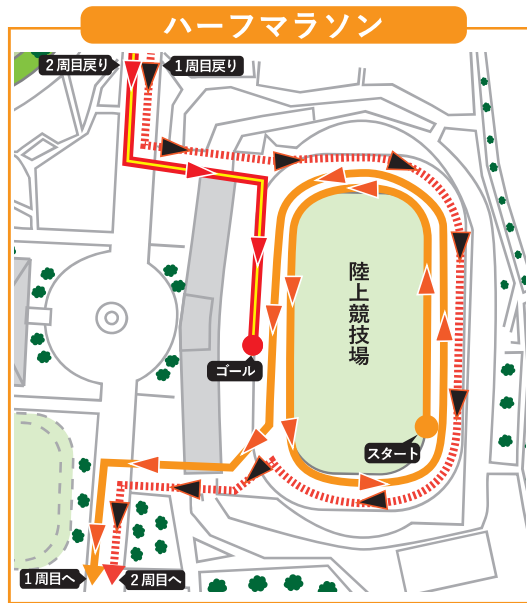 ハーフマラソン
2周目戻り
1周目戻り
陸上競技場
ゴール
スタート
1周目へ
2周目へ